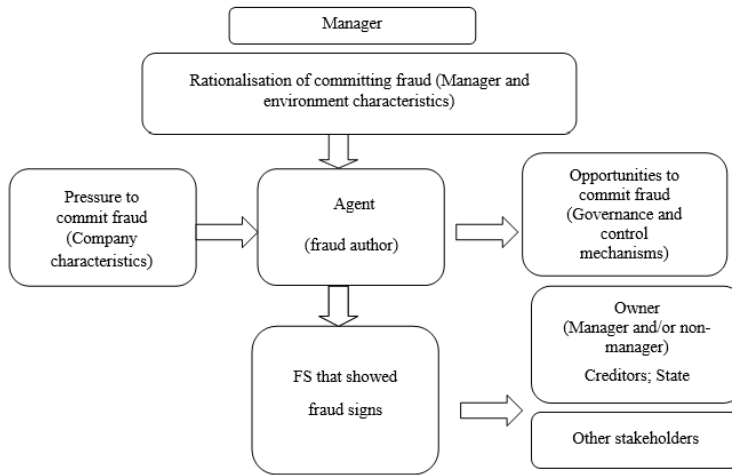 Manager
Rationalisation of committing fraud (Manager and
environment characteristics)
Pressure to
commit fraud
(Company
characteristics)
Agent
(fraud author)
Opportunities to
commit fraud
(Governance and
control
mechanisms)
FS that showed
fraud signs
Owner
(Manager and/or non-
manager)
Creditors; State
Other stakeholders